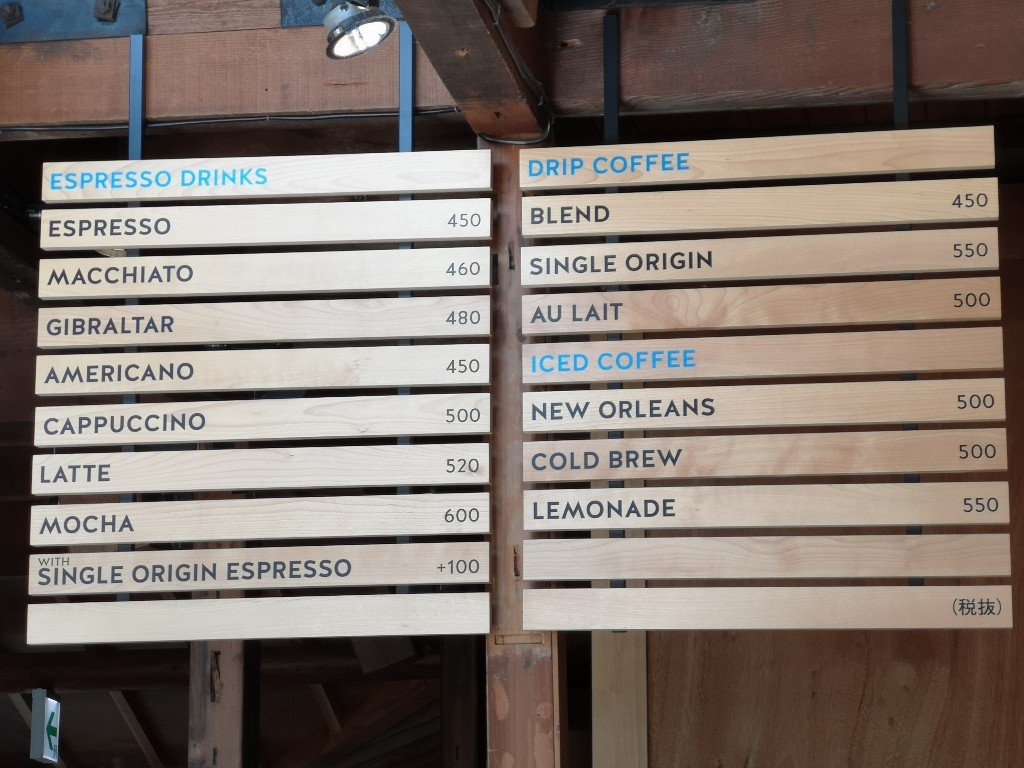 ESPRESSO DRINKS
ESPRESSO 450
MACCHIATO 460
GIBRALTAR 480
AMERICANO 450
CAPPUCCINO 500
LATTE 520
MOCHA 600
WITH
SINGLE ORIGIN ESPRESSO +100
DRIP COFFEE
BLEND 450
SINGLE ORIGIN 550
AU LAIT 500
ICED COFFEE
NEW ORLEANS 500
COLD BREW 500
LEMONADE 550
(税抜)